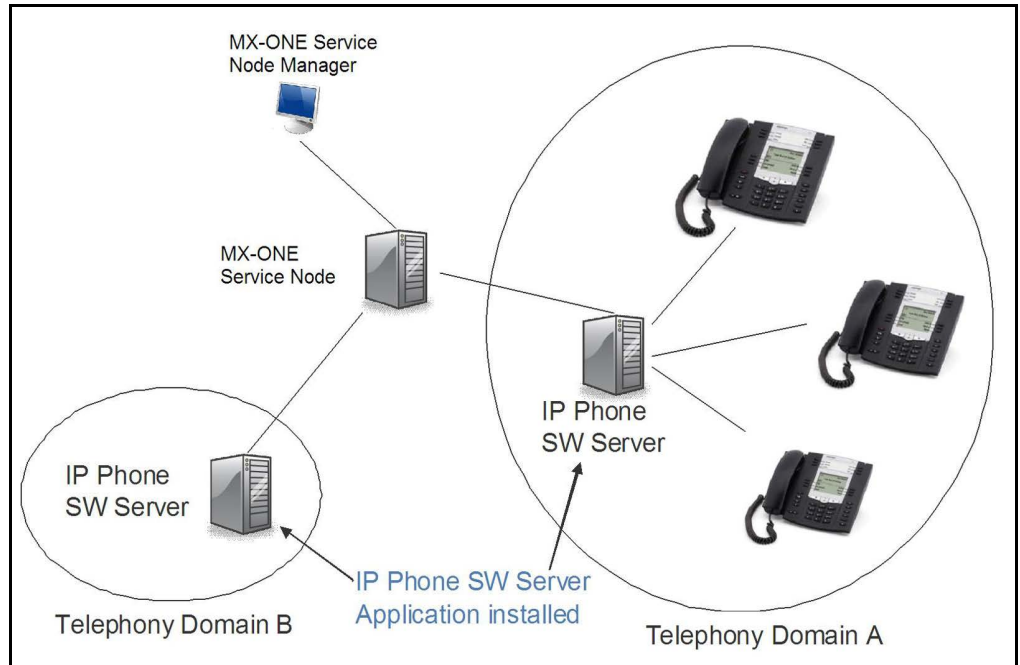 MX-ONE Service
Node Manager
MX-ONE
Service Node
IP Phone
SW Server
IP Phone
SW Server
IP Phone SW Server
Application installed
Telephony Domain B
Telephony Domain A